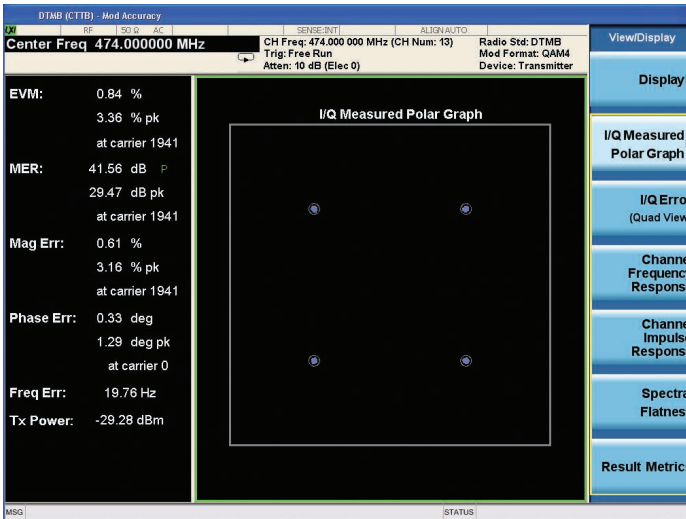 DTMB (CTTB) - Mod Accuracy
RF 50 Ω AC SENSE:INT ALIGN AUTO
Center Freq 474.000000 MHz
CH Freq: 474.000 000 MHz (CH Num: 13)
Trig: Free Run
Atten: 10 dB (Elec 0)
Radio Std: DTMB
Mod Format: QAM4
Device: Transmitter
EVM: 0.84 %
3.36 % pk
at carrier 1941
MER: 41.56 dB P
29.47 dB pk
at carrier 1941
Mag Err: 0.61 %
3.16 % pk
at carrier 1941
Phase Err: 0.33 deg
1.29 deg pk
at carrier 0
Freq Err: 19.76 Hz
Tx Power: -29.28 dBm
I/Q Measured Polar Graph
View/Display
Display
I/Q Measured
Polar Graph
I/Q Erro
(Quad View
Channe
Frequenc
Respons
Channe
Impuls
Respons
Spectra
Flatnes
Result Metric
MSG STATUS